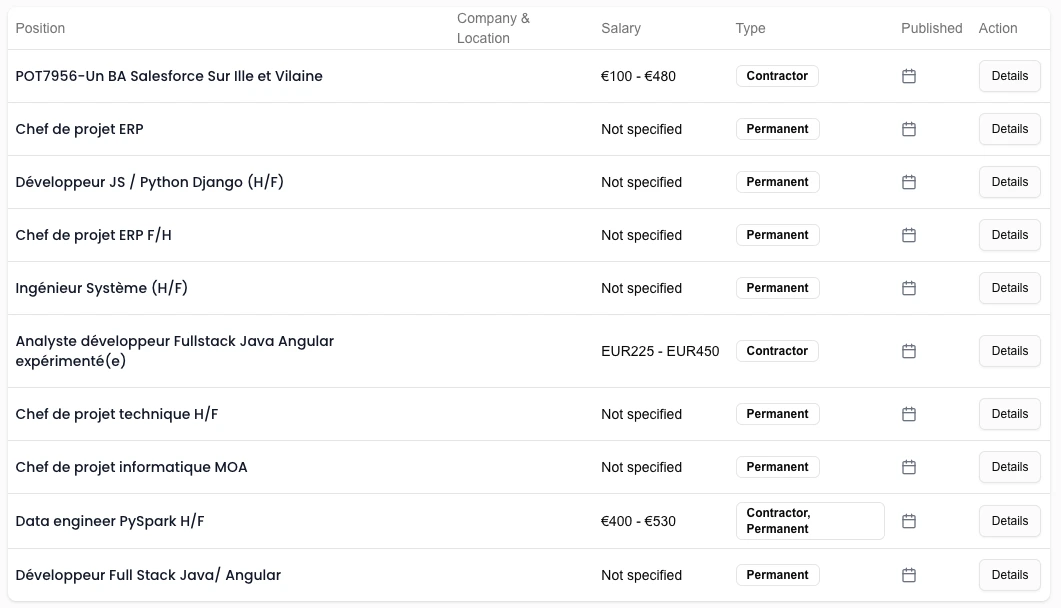 Position Company & Location Salary Type Published Action
POT7956-Un BA Salesforce Sur Ille et Vilaine €100 - €480 Contractor Details
Chef de projet ERP Not specified Permanent Details
Développeur JS / Python Django (H/F) Not specified Permanent Details
Chef de projet ERP F/H Not specified Permanent Details
Ingénieur Système (H/F) Not specified Permanent Details
Analyste développeur Fullstack Java Angular
expérimenté(e) EUR225 - EUR450 Contractor Details
Chef de projet technique H/F Not specified Permanent Details
Chef de projet informatique MOA Not specified Permanent Details
Data engineer PySpark H/F €400 - €530 Contractor, Permanent Details
Développeur Full Stack Java/ Angular Not specified Permanent Details